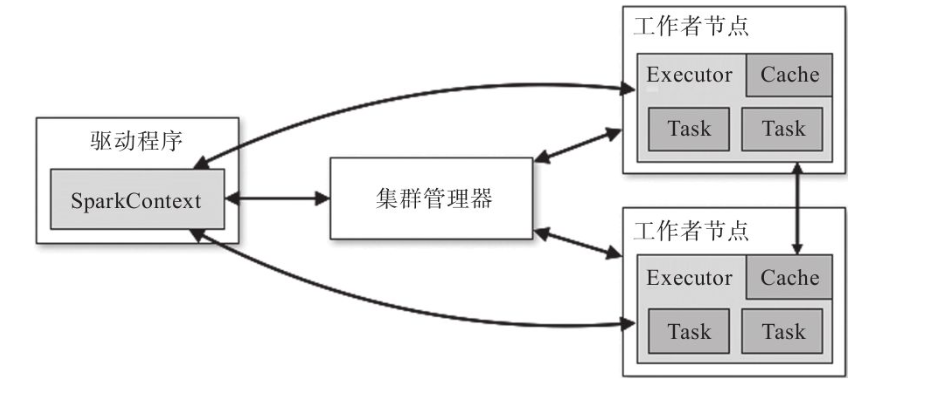 驱动程序
SparkContext
集群管理器
工作者节点
Executor
Cache
Task
Task
工作者节点
Executor
Cache
Task
Task